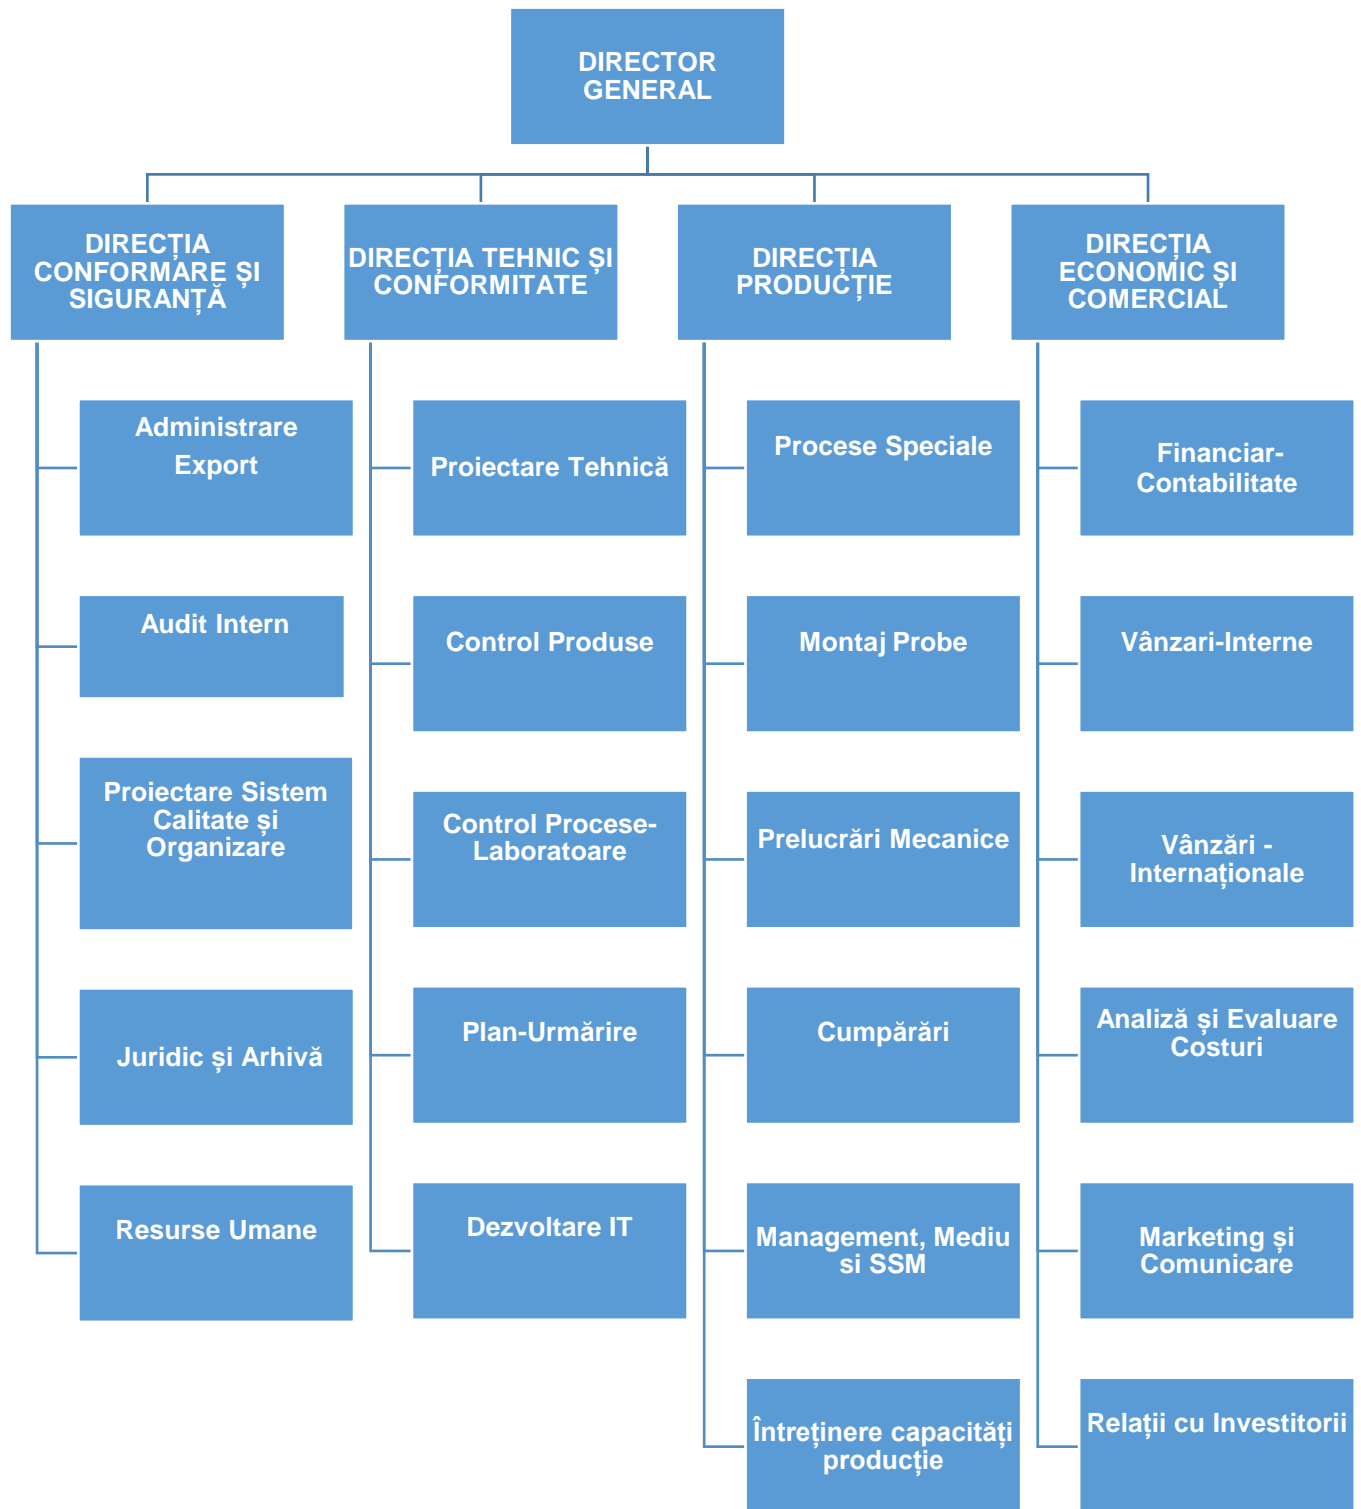 DIRECTOR
GENERAL
DIRECȚIA
CONFORMARE ȘI
SIGURANȚĂ
Administrare
Export
Audit Intern
Proiectare Sistem
Calitate și
Organizare
Juridic și Arhivă
Resurse Umane
DIRECȚIA TEHNIC ȘI
CONFORMITATE
Proiectare Tehnică
Control Produse
Control Procese-
Laboratoare
Plan-Urmărire
Dezvoltare IT
DIRECȚIA
PRODUCȚIE
Procese Speciale
Montaj Probe
Prelucrări Mecanice
Cumpărări
Management, Mediu
si SSM
Întreținere capacități
producție
DIRECȚIA
ECONOMIC ȘI
COMERCIAL
Financiar-
Contabilitate
Vânzari-Interne
Vânzări -
Internaționale
Analiză și Evaluare
Costuri
Marketing și
Comunicare
Relații cu Investitorii